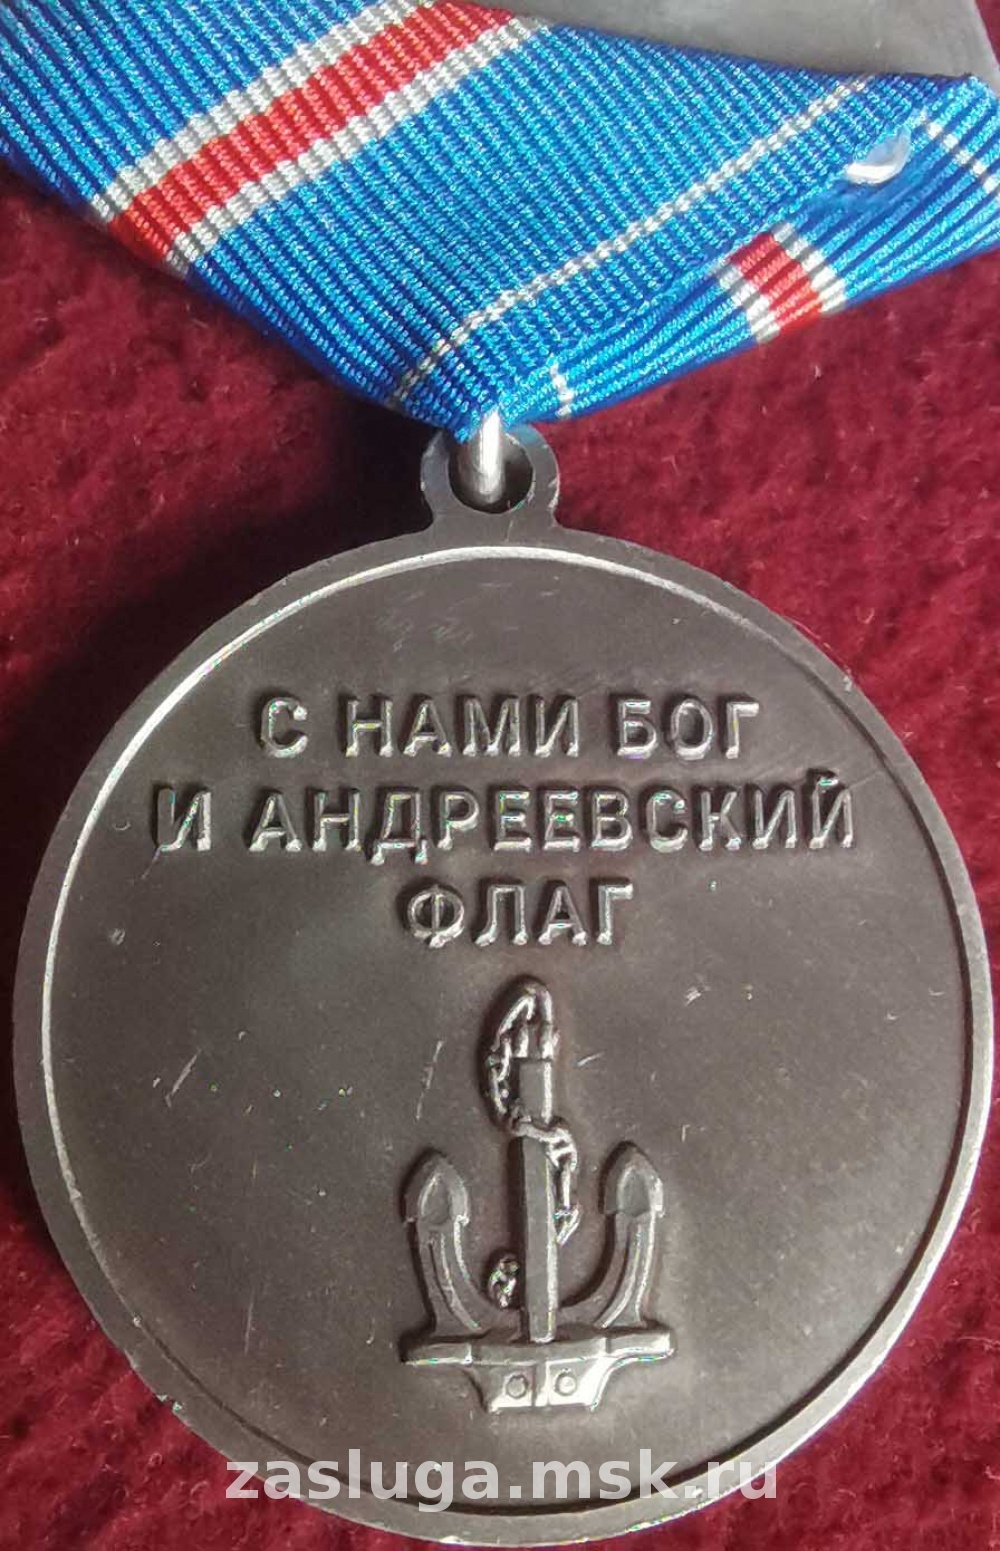 С НАМИ БОГ
И АНДРЕЕВСКИЙ
ФЛАГ
zasluga.msk.ru